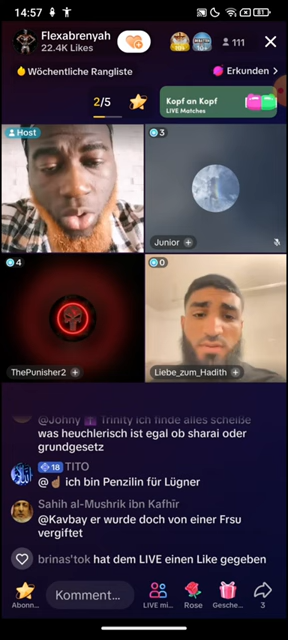 14:57
81
Flexabrenyah
22.4K Likes
111
Wöchentliche Rangliste
Erkunden
2/5
Kopf an Kopf
LIVE Matches
Host
3
Junior
4
0
ThePunisher2
Liebe_zum_Hadith
@Johny Trinity ich finde alles scheiße
was heuchlerisch ist egal ob sharai oder
grundgesetz
18 TITO
@☝🏽 ich bin Penzilin für Lügner
Sahih al-Mushrik ibn Kafhïr
@Kavbay er wurde doch von einer Frsu
vergiftet
brinas'tok hat dem LIVE einen Like gegeben
Abonn...
Komment...
LIVE mi...
Rose
Gesche...
3